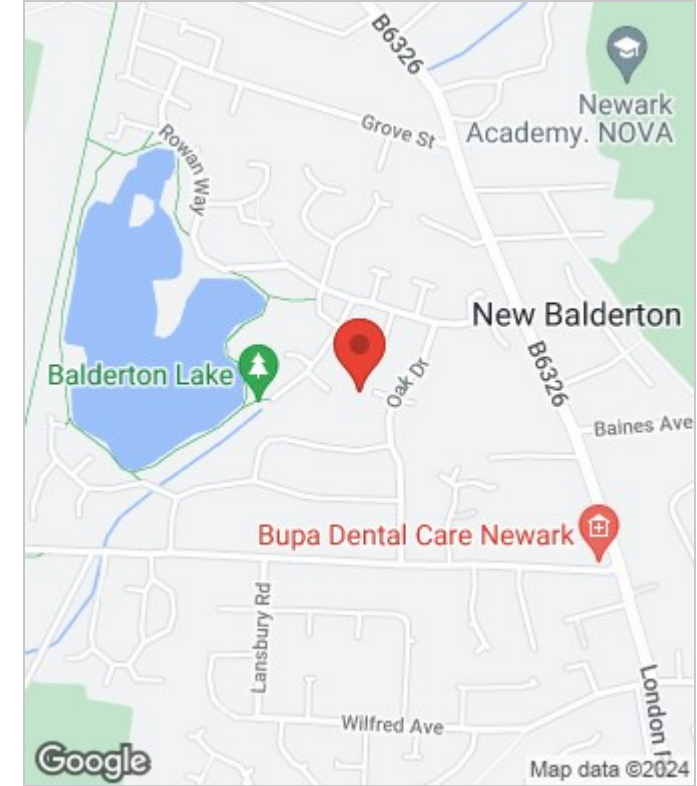 B6326
Newark
Academy. NOVA
Grove St
Rowan Way
New Balderton
B6326
Balderton Lake
Oak Dr
Baines Ave
Bupa Dental Care Newark
Lansbury Rd
London
Wilfred Ave
Google
Map data ©2024